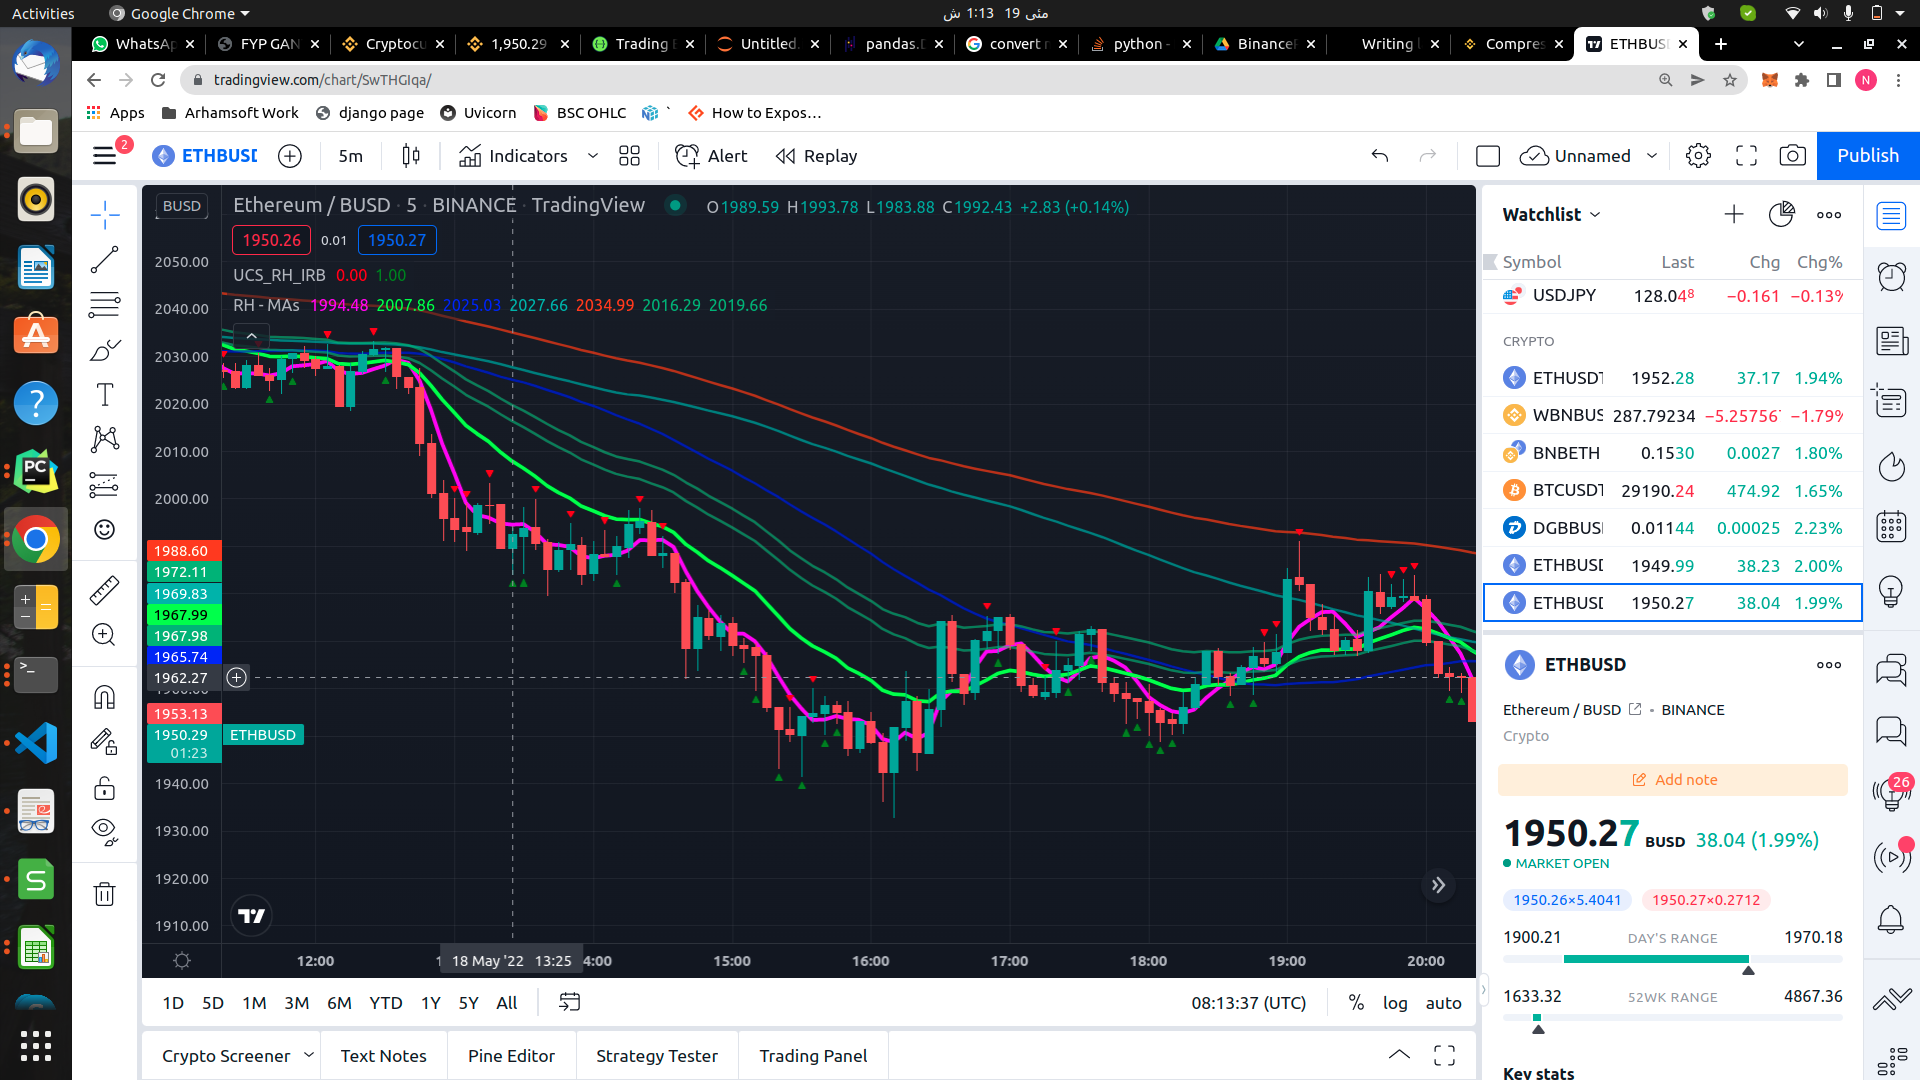 Activities
Google Chrome
مئی 19  1:13 ش
WhatsAp
FYP GAN
Cryptocu
1,950.29
Trading
Untitled.
pandas.D
convert
python -
BinanceF
Writing
Compres
ETHBUSI
tradingview.com/chart/SwTHGIqa/
Apps
Arhamsoft Work
django page
Uvicorn
BSC OHLC
How to Expos…
2
ETHBUSD
5m
Indicators
Alert
Replay
Unnamed
Publish
BUSD
Ethereum / BUSD · 5 · BINANCE · TradingView
O1989.59 H1993.78 L1983.88 C1992.43 +2.83 (+0.14%)
1950.26
0.01
1950.27
UCS_RH_IRB 0.00 1.00
RH - MAs 1994.48 2007.86 2025.03 2027.66 2034.99 2016.29 2019.66
2050.00
2040.00
2030.00
2020.00
2010.00
2000.00
1988.60
1972.11
1969.83
1967.99
1967.98
1965.74
1962.27
1953.13
1950.29
01:23
ETHBUSD
1940.00
1930.00
1920.00
1910.00
12:00
18 May '22 13:25
4:00
15:00
16:00
17:00
18:00
19:00
20:00
1D 5D 1M 3M 6M YTD 1Y 5Y All
08:13:37 (UTC)
% log auto
Crypto Screener
Text Notes
Pine Editor
Strategy Tester
Trading Panel
Watchlist
Symbol Last Chg Chg%
USDJPY 128.048 −0.161 −0.13%
CRYPTO
ETHUSDT 1952.28 37.17 1.94%
WBNBUS 287.79234 −5.257567 −1.79%
BNBETH 0.1530 0.0027 1.80%
BTCUSDT 29190.24 474.92 1.65%
DGBBUSI 0.01144 0.00025 2.23%
ETHBUSD 1949.99 38.23 2.00%
ETHBUSD 1950.27 38.04 1.99%
ETHBUSD
Ethereum / BUSD • BINANCE
Crypto
Add note
1950.27 BUSD 38.04 (1.99%)
MARKET OPEN
1950.26×5.4041
1950.27×0.2712
1900.21 DAY'S RANGE 1970.18
1633.32 52WK RANGE 4867.36
Key stats
26
N